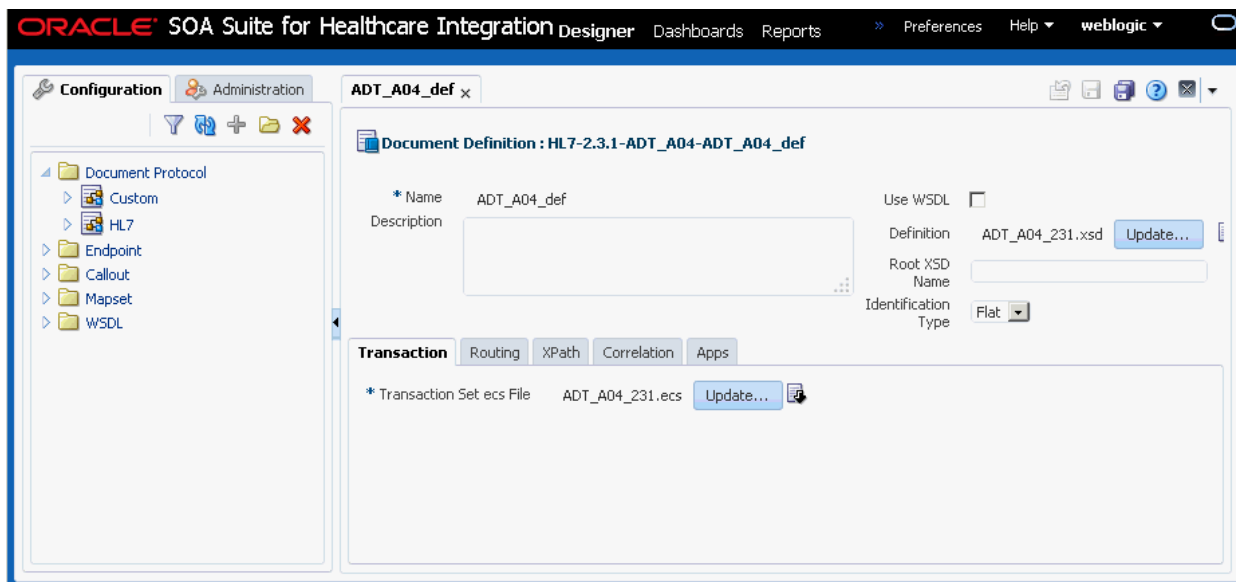 ORACLE® SOA Suite for Healthcare Integration Designer Dashboards Reports » Preferences Help weblogic
Configuration Administration
Document Protocol
Custom
HL7
Endpoint
Callout
Mapset
WSDL
ADT_A04_def x
Document Definition : HL7-2.3.1-ADT_A04-ADT_A04_def
* Name ADT_A04_def
Description
Use WSDL
Definition ADT_A04_231.xsd Update...
Root XSD
Name
Identification
Type Flat
Transaction Routing XPath Correlation Apps
* Transaction Set ecs File ADT_A04_231.ecs Update...